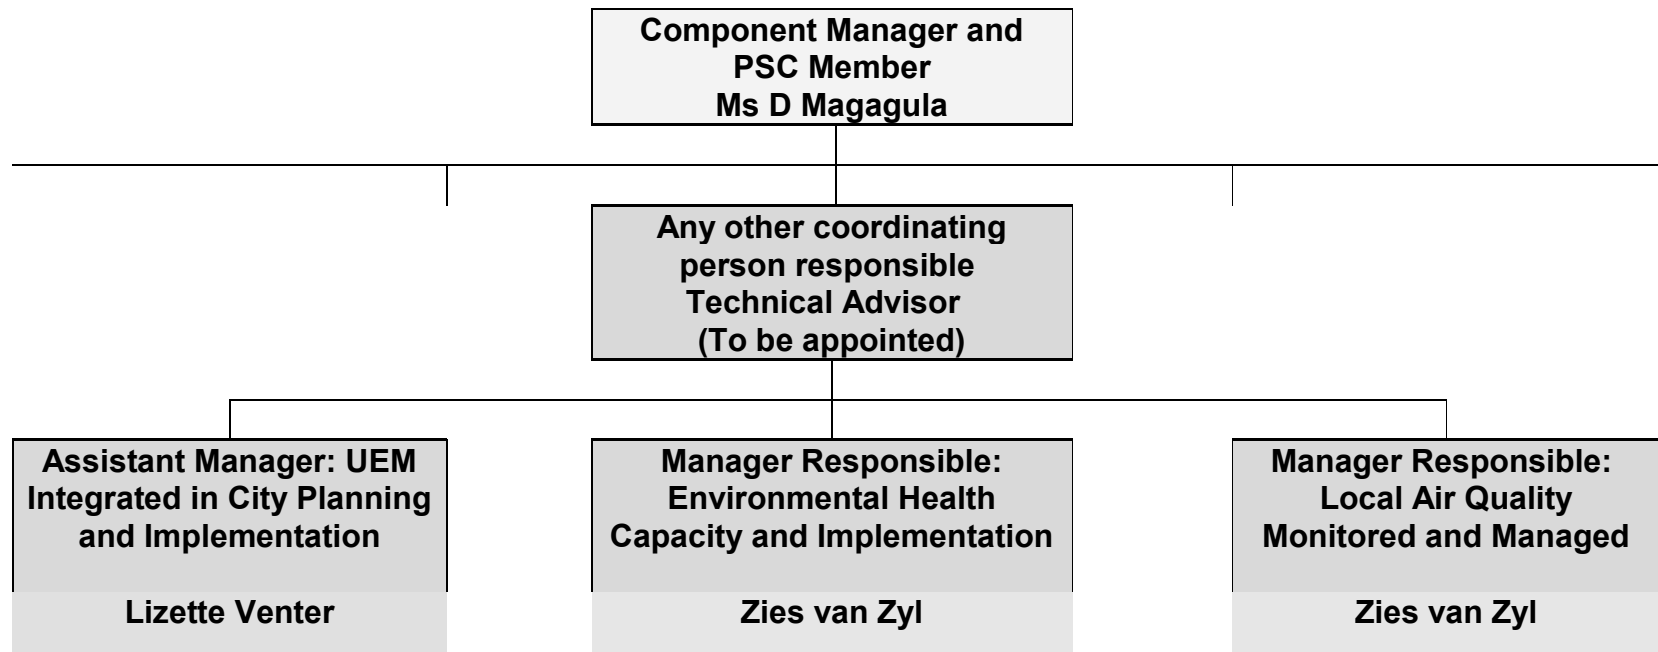 Component Manager and
PSC Member
Ms D Magagula
Any other coordinating
person responsible
Technical Advisor
(To be appointed)
Assistant Manager: UEM
Integrated in City Planning
and Implementation
Lizette Venter
Manager Responsible:
Environmental Health
Capacity and Implementation
Zies van Zyl
Manager Responsible:
Local Air Quality
Monitored and Managed
Zies van Zyl